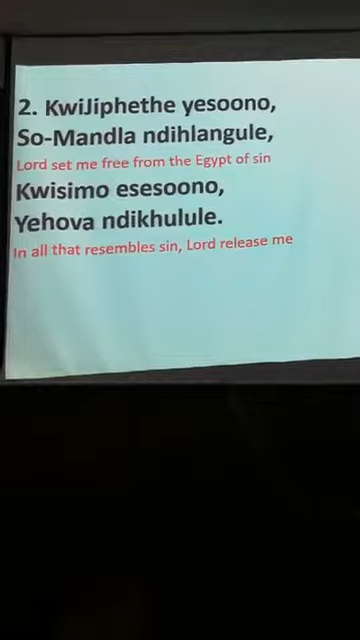 2. KwiJiphethe yesoono,
So-Mandla ndihlangule,
Lord set me free from the Egypt of sin
Kwisimo esesoono,
Yehova ndikhulule.
In all that resembles sin, Lord release me